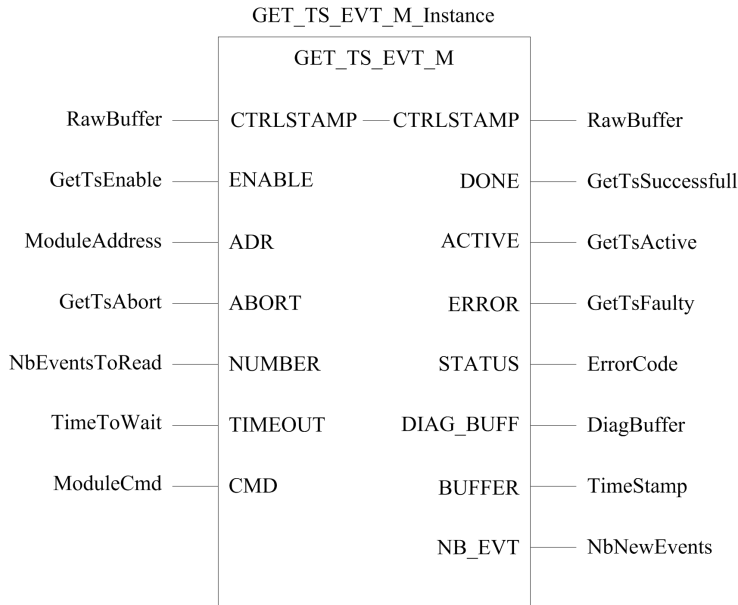 GET_TS_EVT_M_Instance
GET_TS_EVT_M
RawBuffer CTRLSTAMP CTRLSTAMP RawBuffer
GetTsEnable ENABLE DONE GetTsSuccessfull
ModuleAddress ADR ACTIVE GetTsActive
GetTsAbort ABORT ERROR GetTsFaulty
NbEventsToRead NUMBER STATUS ErrorCode
TimeToWait TIMEOUT DIAG_BUFF DiagBuffer
ModuleCmd CMD BUFFER TimeStamp
NB_EVT NbNewEvents